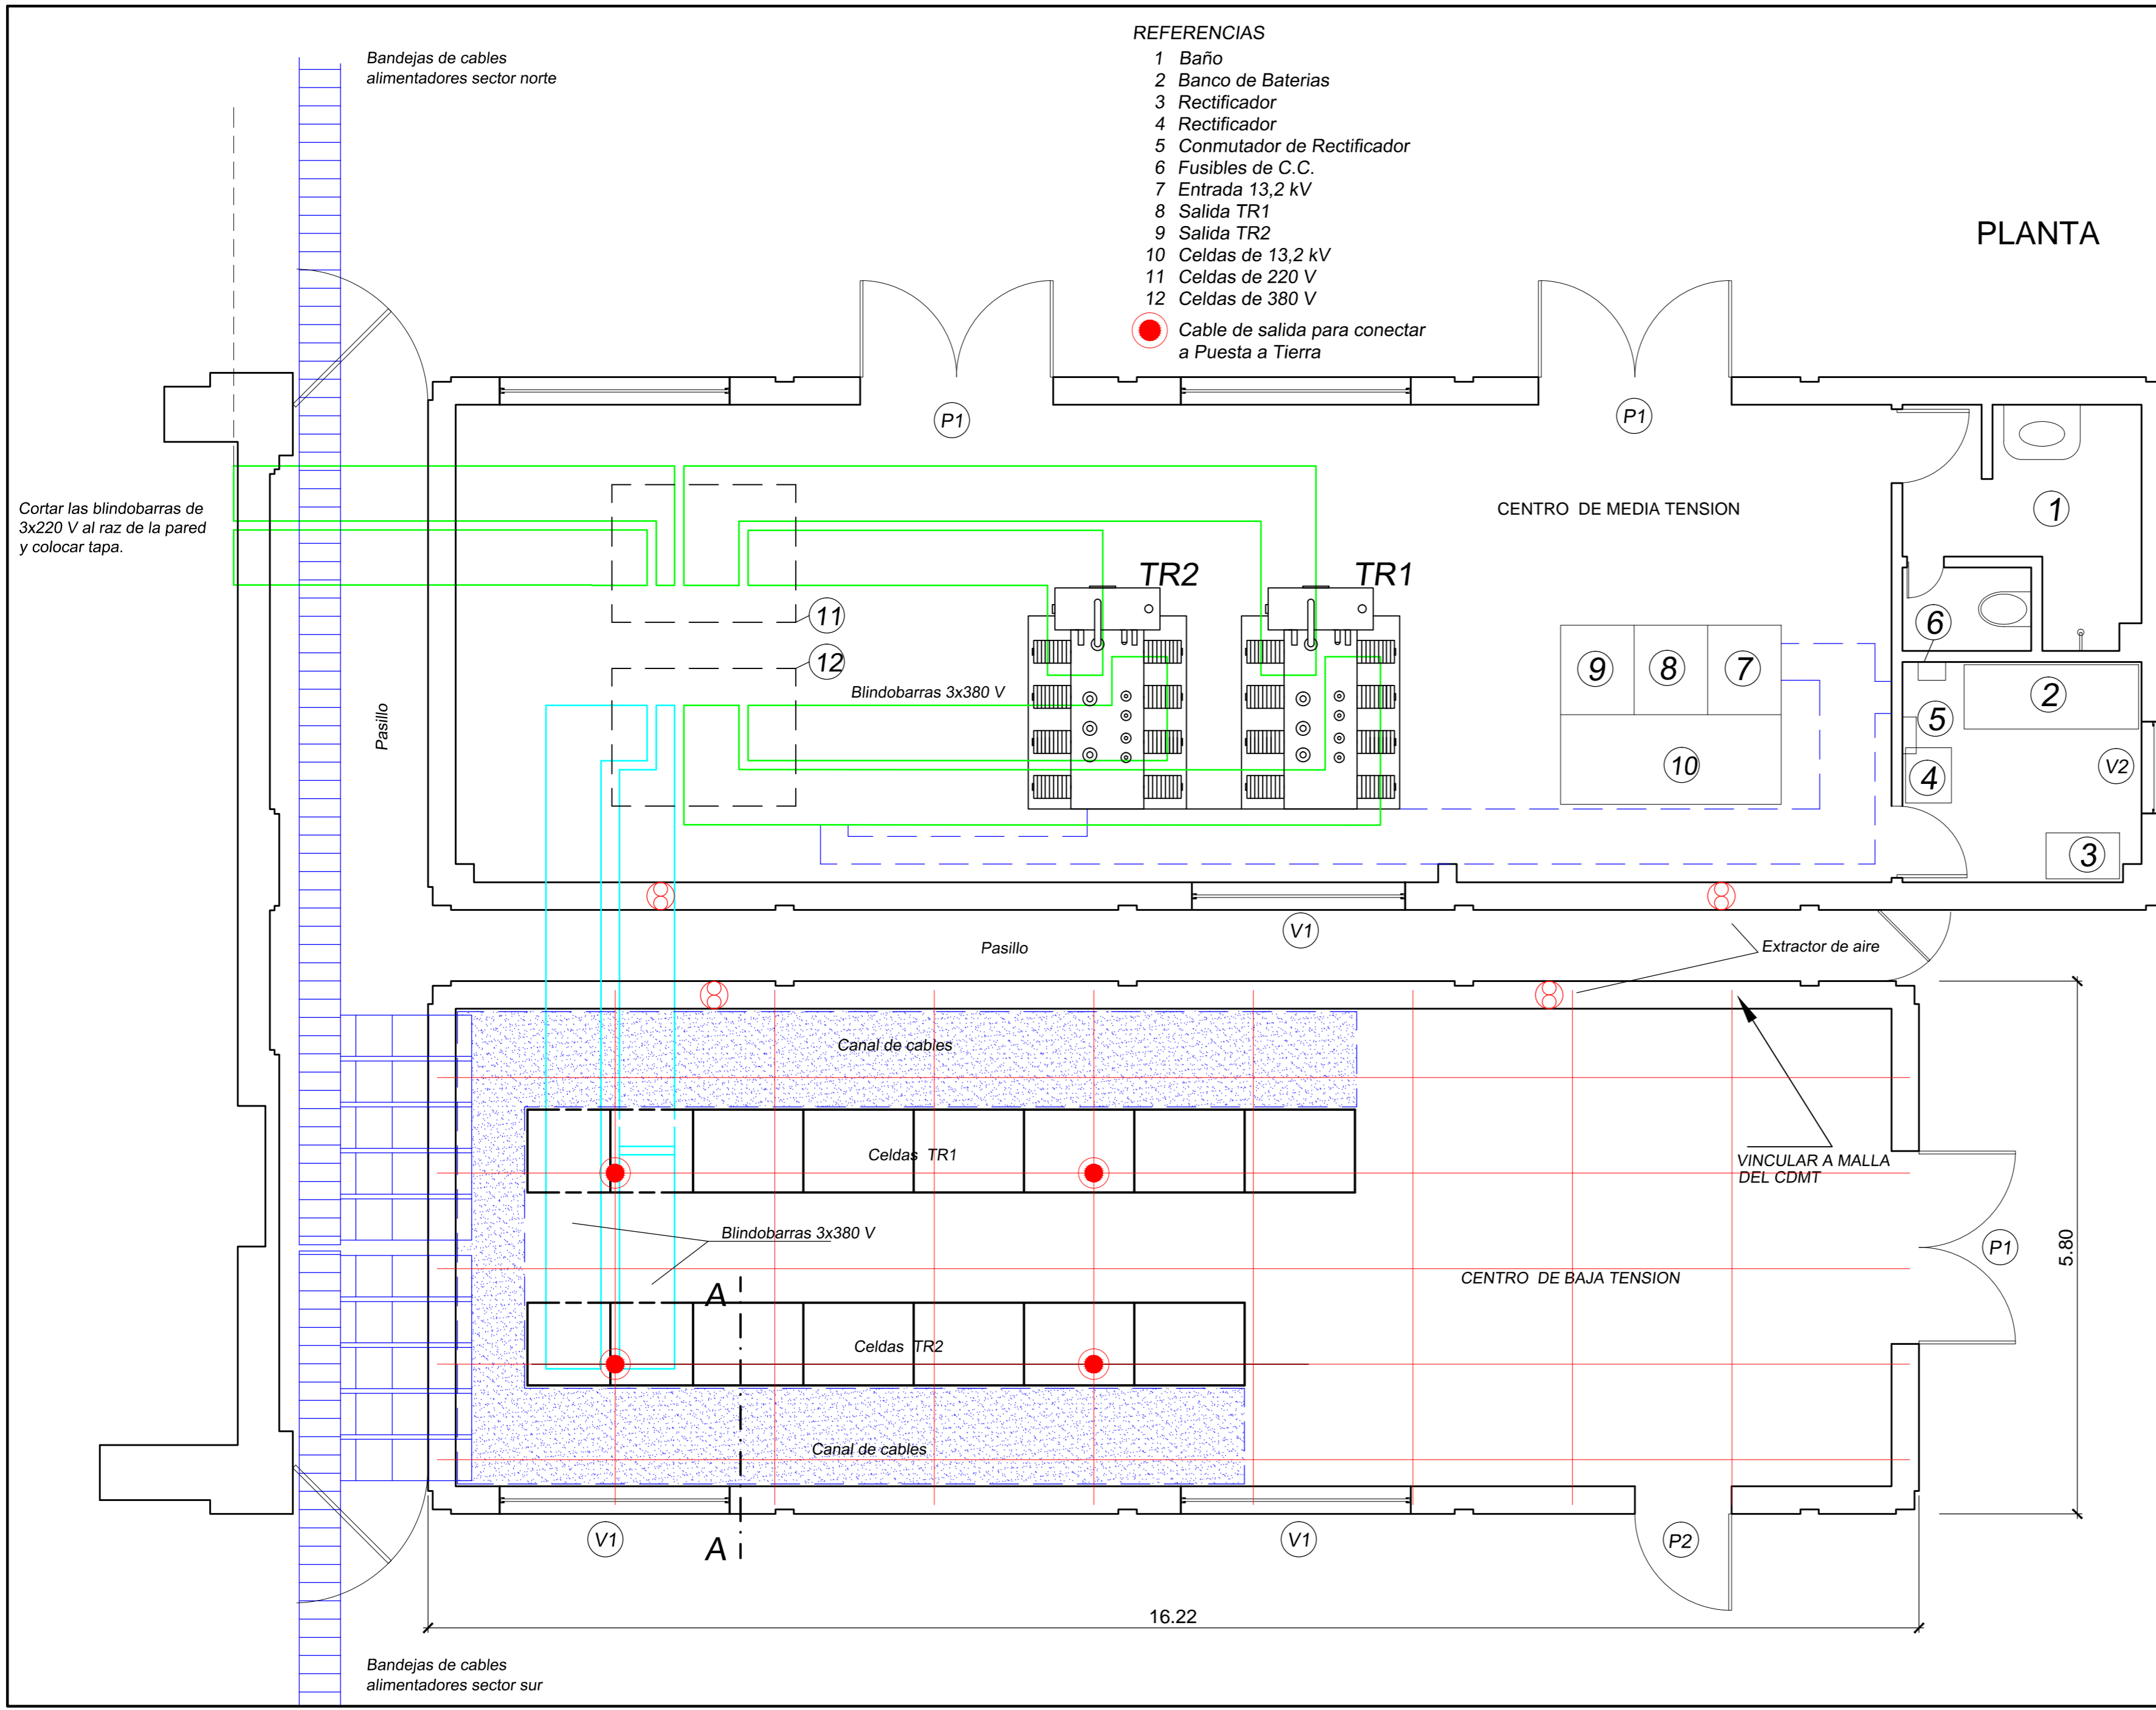 REFERENCIAS
1 Baño
2 Banco de Baterias
3 Rectificador
4 Rectificador
5 Conmutador de Rectificador
6 Fusibles de C.C.
7 Entrada 13,2 kV
8 Salida TR1
9 Salida TR2
10 Celdas de 13,2 kV
11 Celdas de 220 V
12 Celdas de 380 V
Cable de salida para conectar
a Puesta a Tierra
Bandejas de cables
alimentadores sector norte
PLANTA
P1
P1
Cortar las blindobarras de
3x220 V al raz de la pared
y colocar tapa.
CENTRO DE MEDIA TENSION
1
TR2
TR1
11
12
6
9
8
7
2
Blindobarras 3x380 V
5
Pasillo
10
4
V2
3
V1
Pasillo
Extractor de aire
Canal de cables
Celdas TR1
VINCULAR A MALLA
DEL CDMT
Blindobarras 3x380 V
P1
5.80
CENTRO DE BAJA TENSION
A
Celdas TR2
Canal de cables
V1
A
V1
P2
16.22
Bandejas de cables
alimentadores sector sur